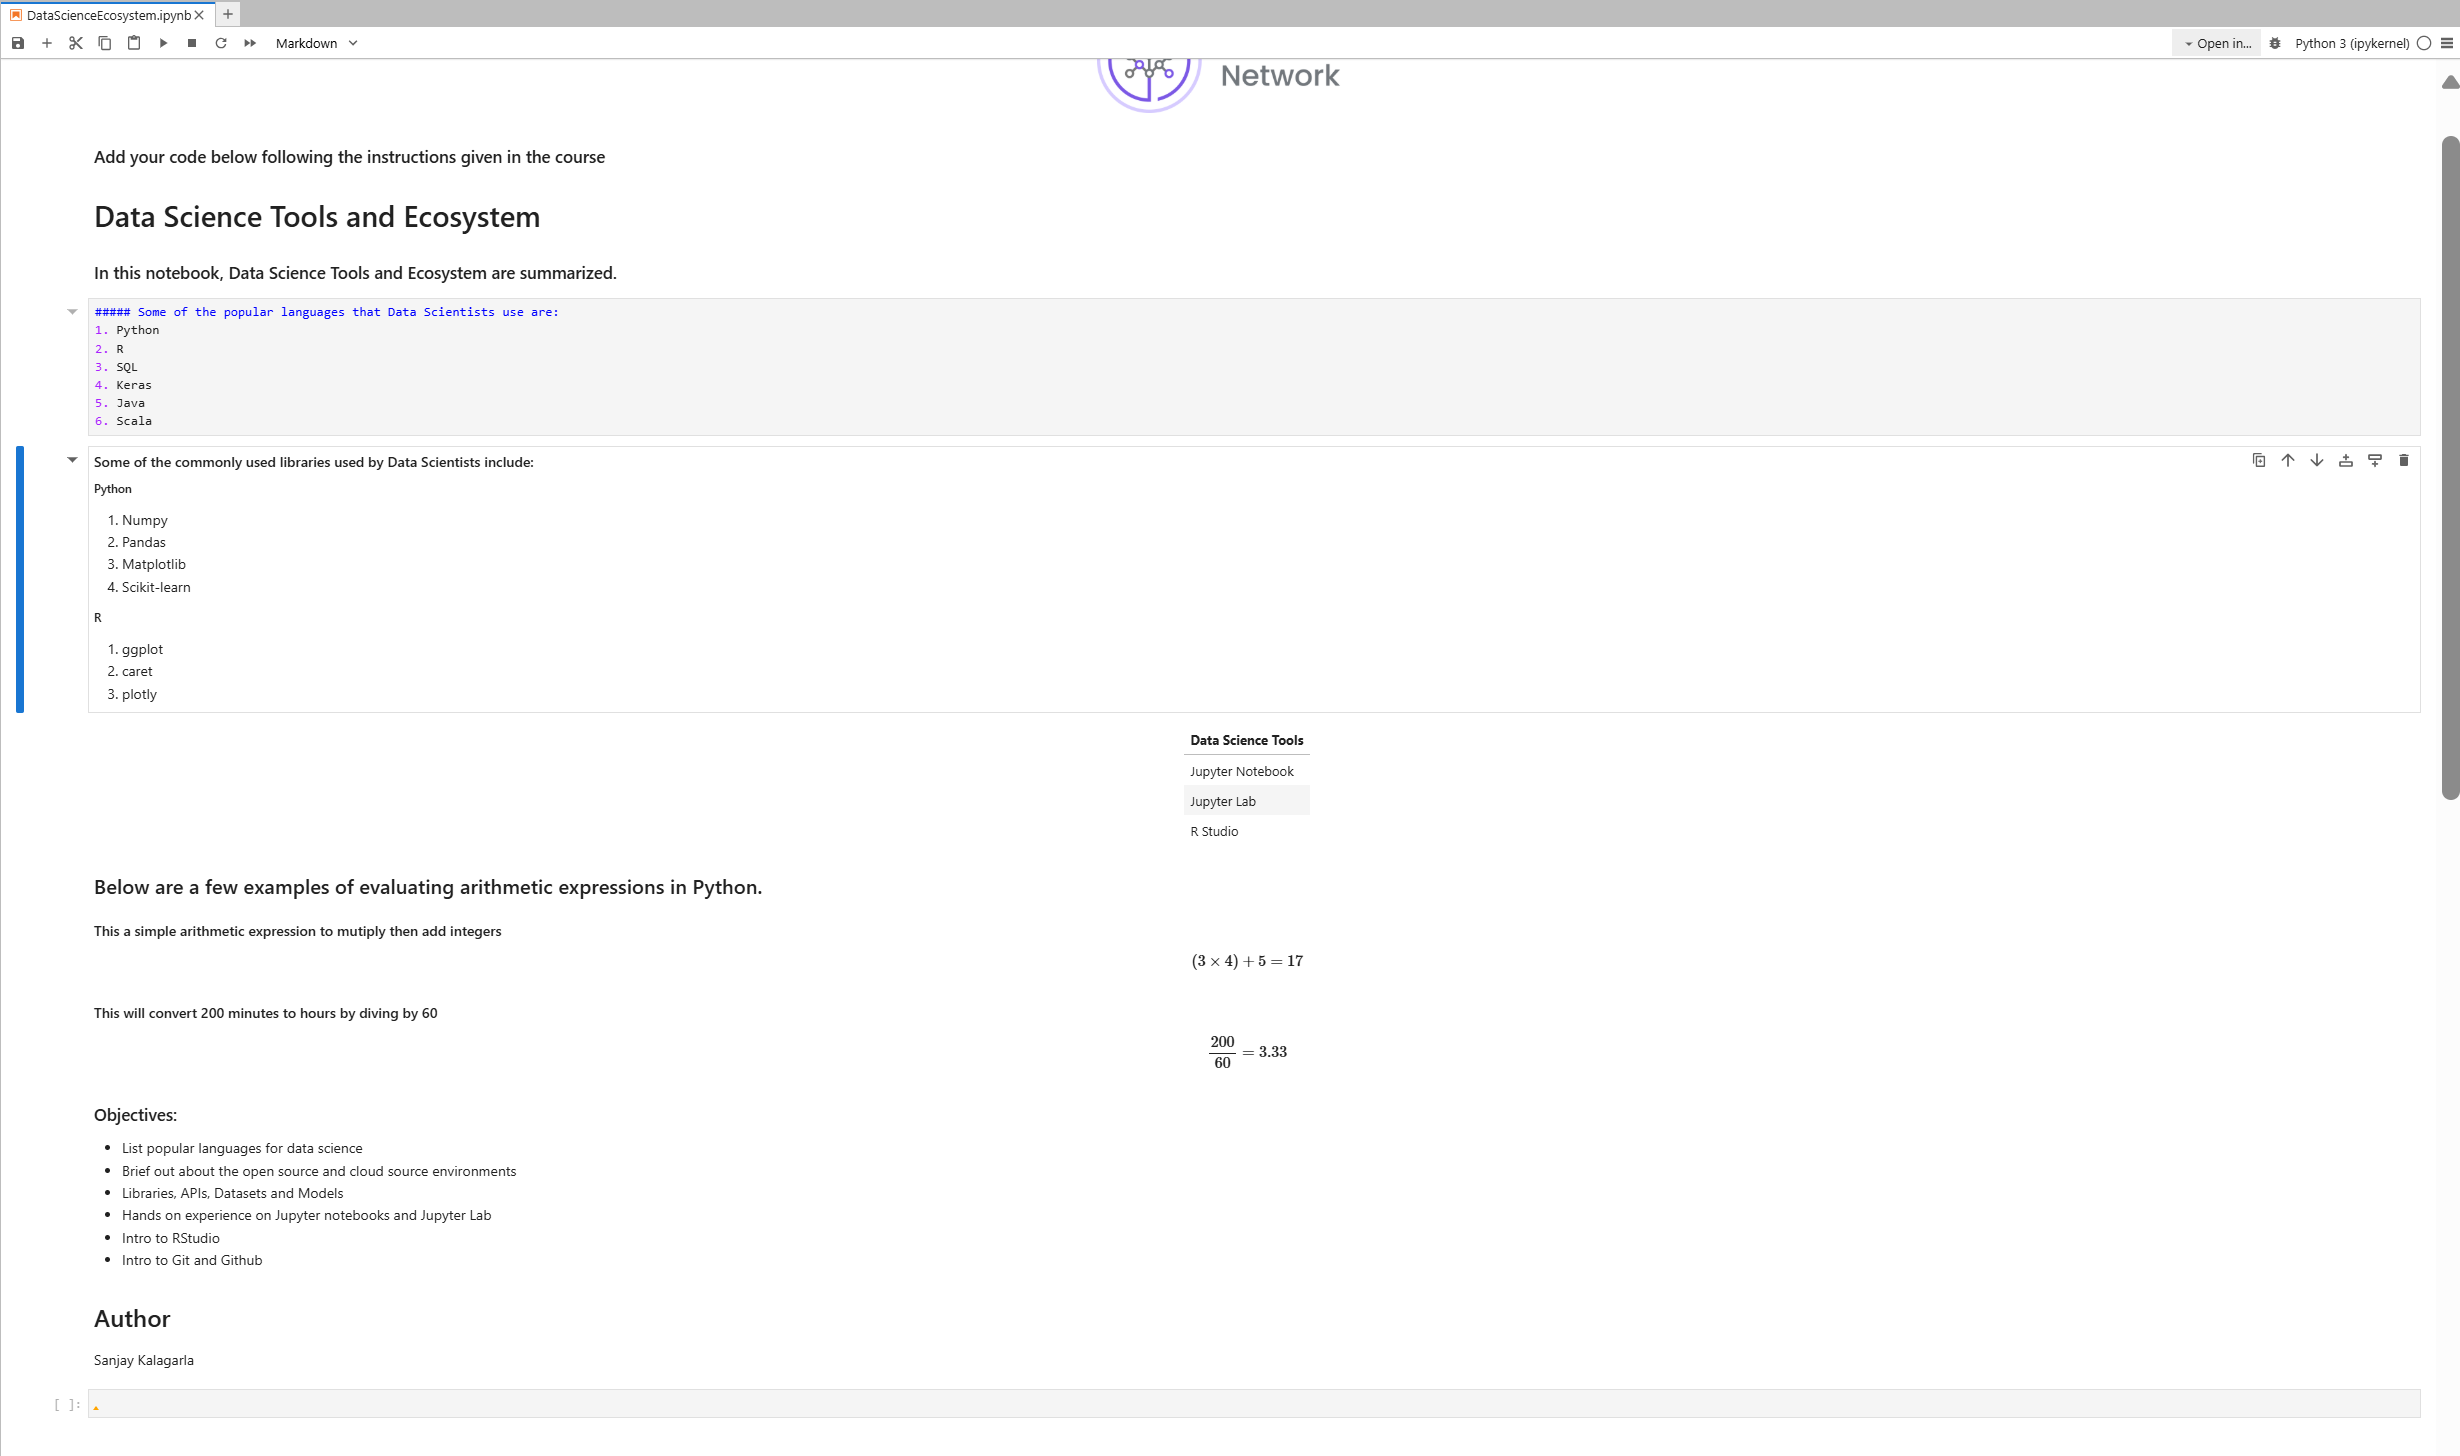 DataScienceEcosystem.ipynb
Markdown
Open in...
Python 3 (ipykernel)
Network
Add your code below following the instructions given in the course
Data Science Tools and Ecosystem
In this notebook, Data Science Tools and Ecosystem are summarized.
##### Some of the popular languages that Data Scientists use are:
1. Python
2. R
3. SQL
4. Keras
5. Java
6. Scala
Some of the commonly used libraries used by Data Scientists include:
Python
1. Numpy
2. Pandas
3. Matplotlib
4. Scikit-learn
R
1. ggplot
2. caret
3. plotly
Data Science Tools
Jupyter Notebook
Jupyter Lab
R Studio
Below are a few examples of evaluating arithmetic expressions in Python.
This a simple arithmetic expression to mutiply then add integers
(3 × 4) + 5 = 17
This will convert 200 minutes to hours by diving by 60
200
60
= 3.33
Objectives:
• List popular languages for data science
• Brief out about the open source and cloud source environments
• Libraries, APIs, Datasets and Models
• Hands on experience on Jupyter notebooks and Jupyter Lab
• Intro to RStudio
• Intro to Git and Github
Author
Sanjay Kalagarla
[ ]: